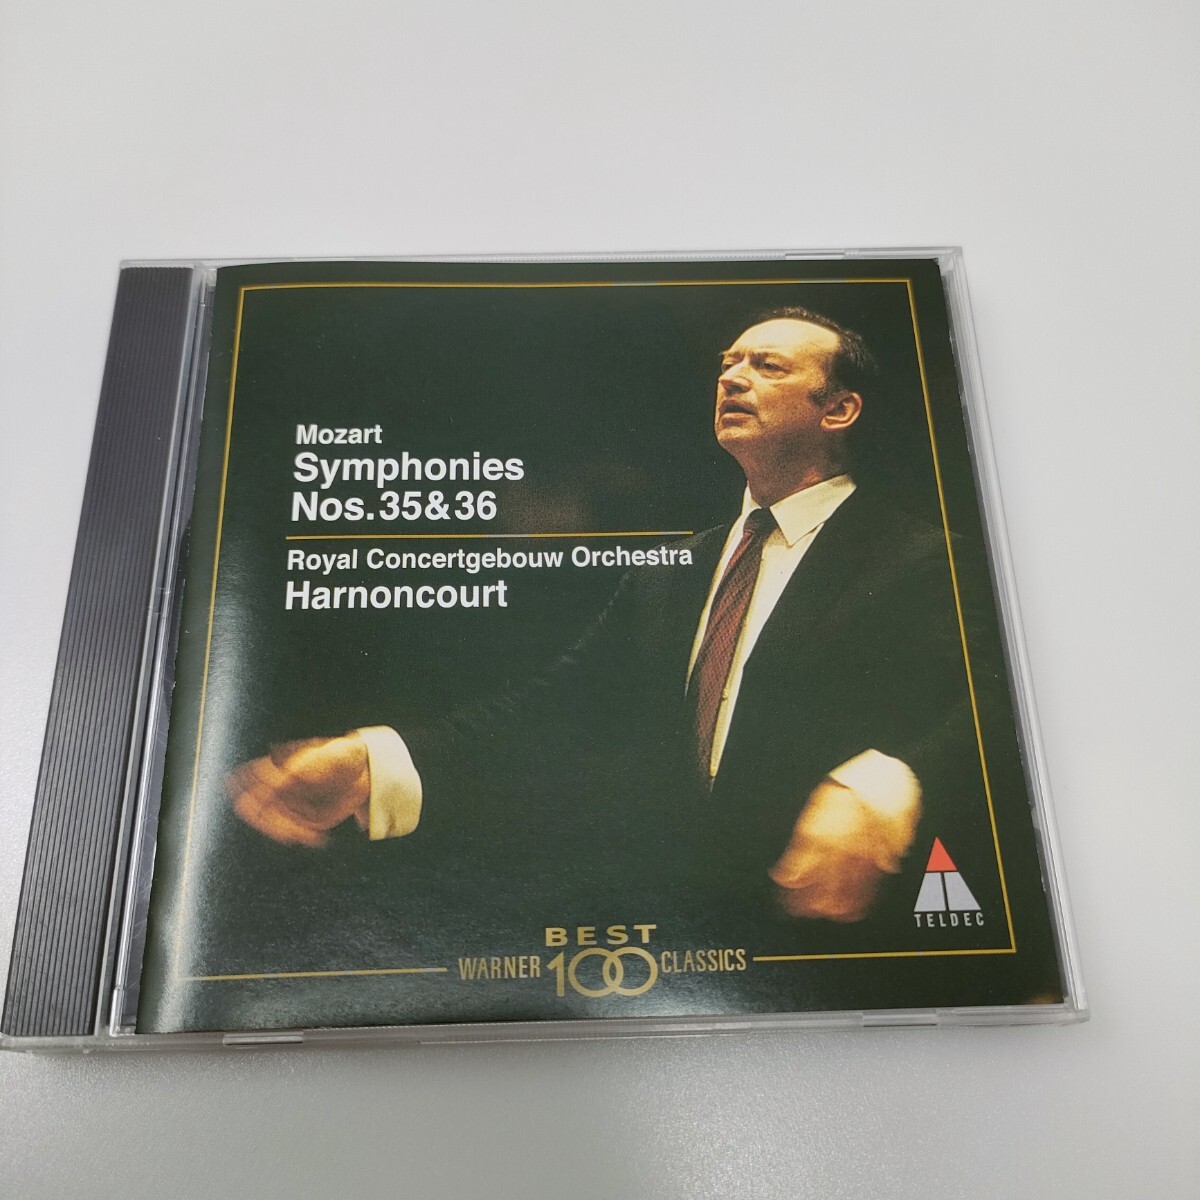 Mozart
Symphonies
Nos.35&36
Royal Concertgebouw Orchestra
Harnoncourt
TELDEC
BEST
WARNER 100 CLASSICS